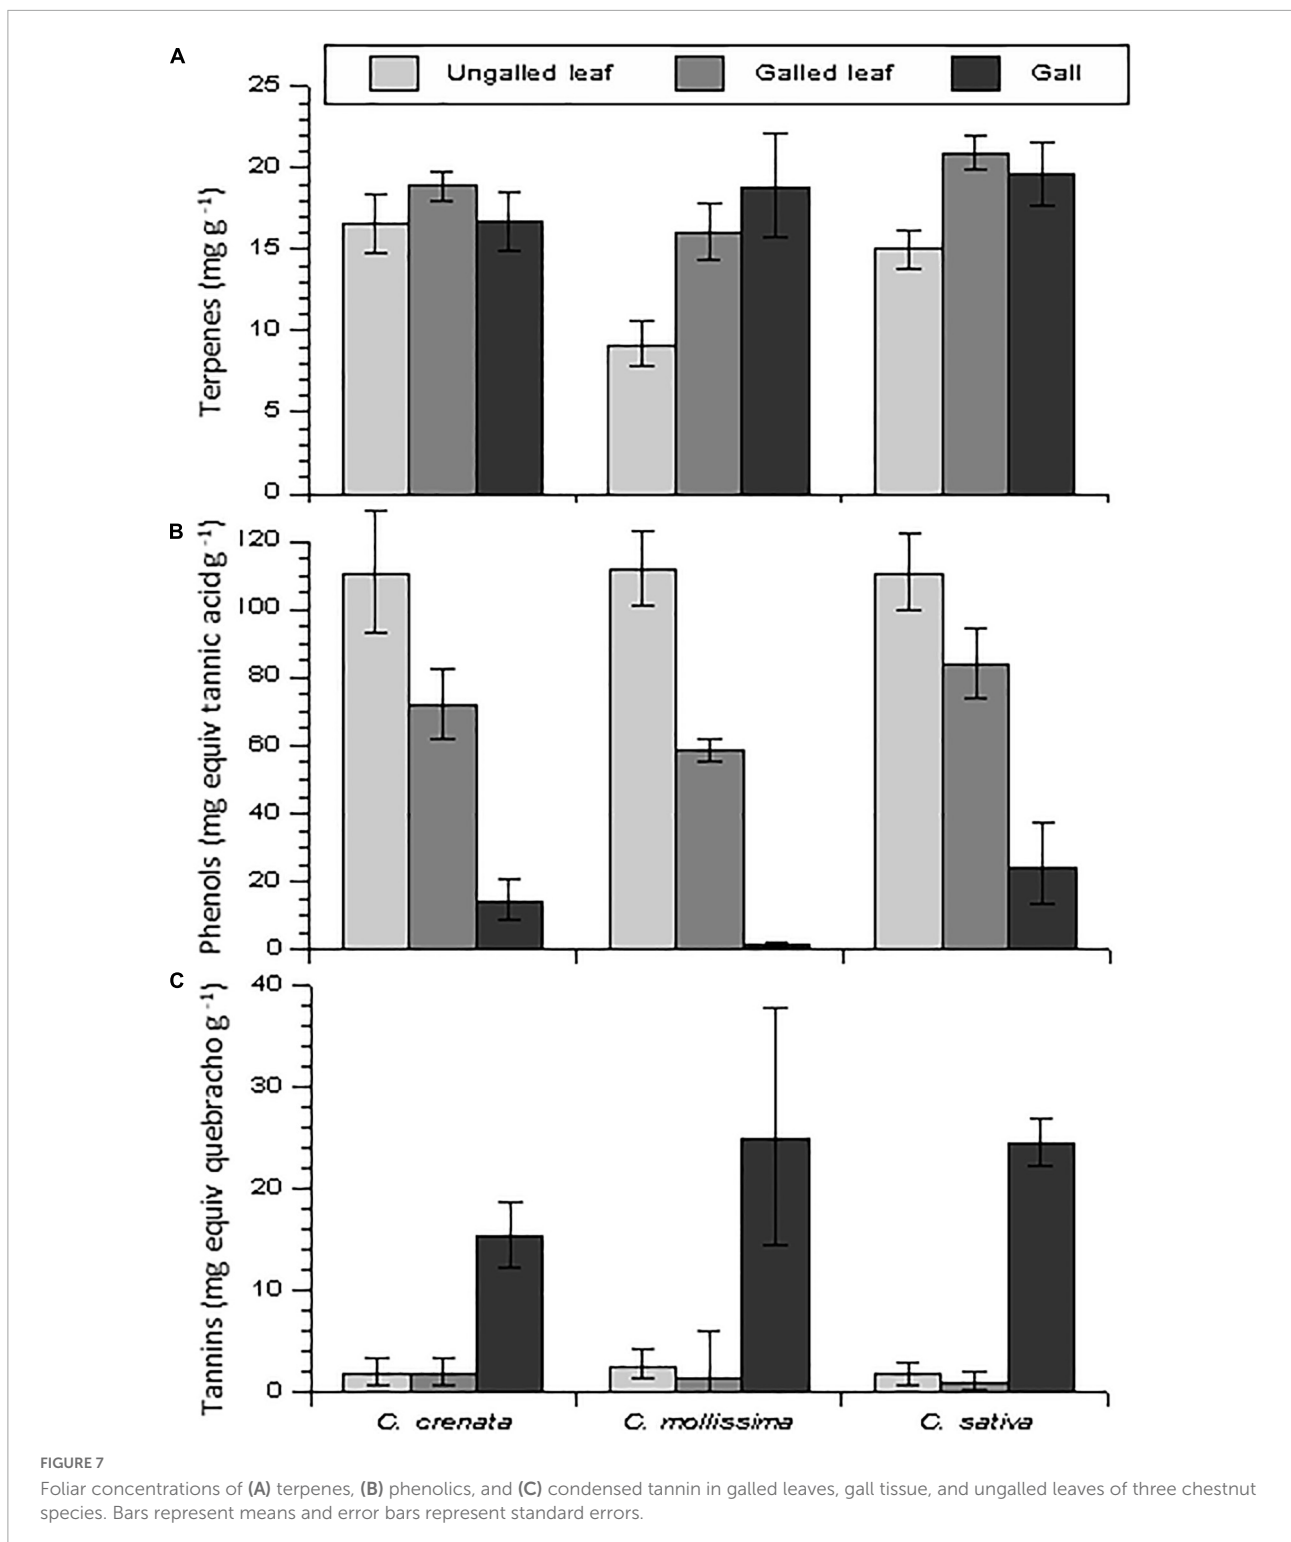 A
Ungalled leaf Galled leaf Gall
Terpenes (mg g -1)
25
20
15
10
5
0
B
Phenols (mg equiv tannic acidg -1)
120
100
80
60
40
20
0
C
Tannins (mg equiv quebracho g -1)
40
30
20
10
0
C. crenata C. mollissima C. sativa
FIGURE 7
Foliar concentrations of (A) terpenes, (B) phenolics, and (C) condensed tannin in galled leaves, gall tissue, and ungalled leaves of three chestnut
species. Bars represent means and error bars represent standard errors.